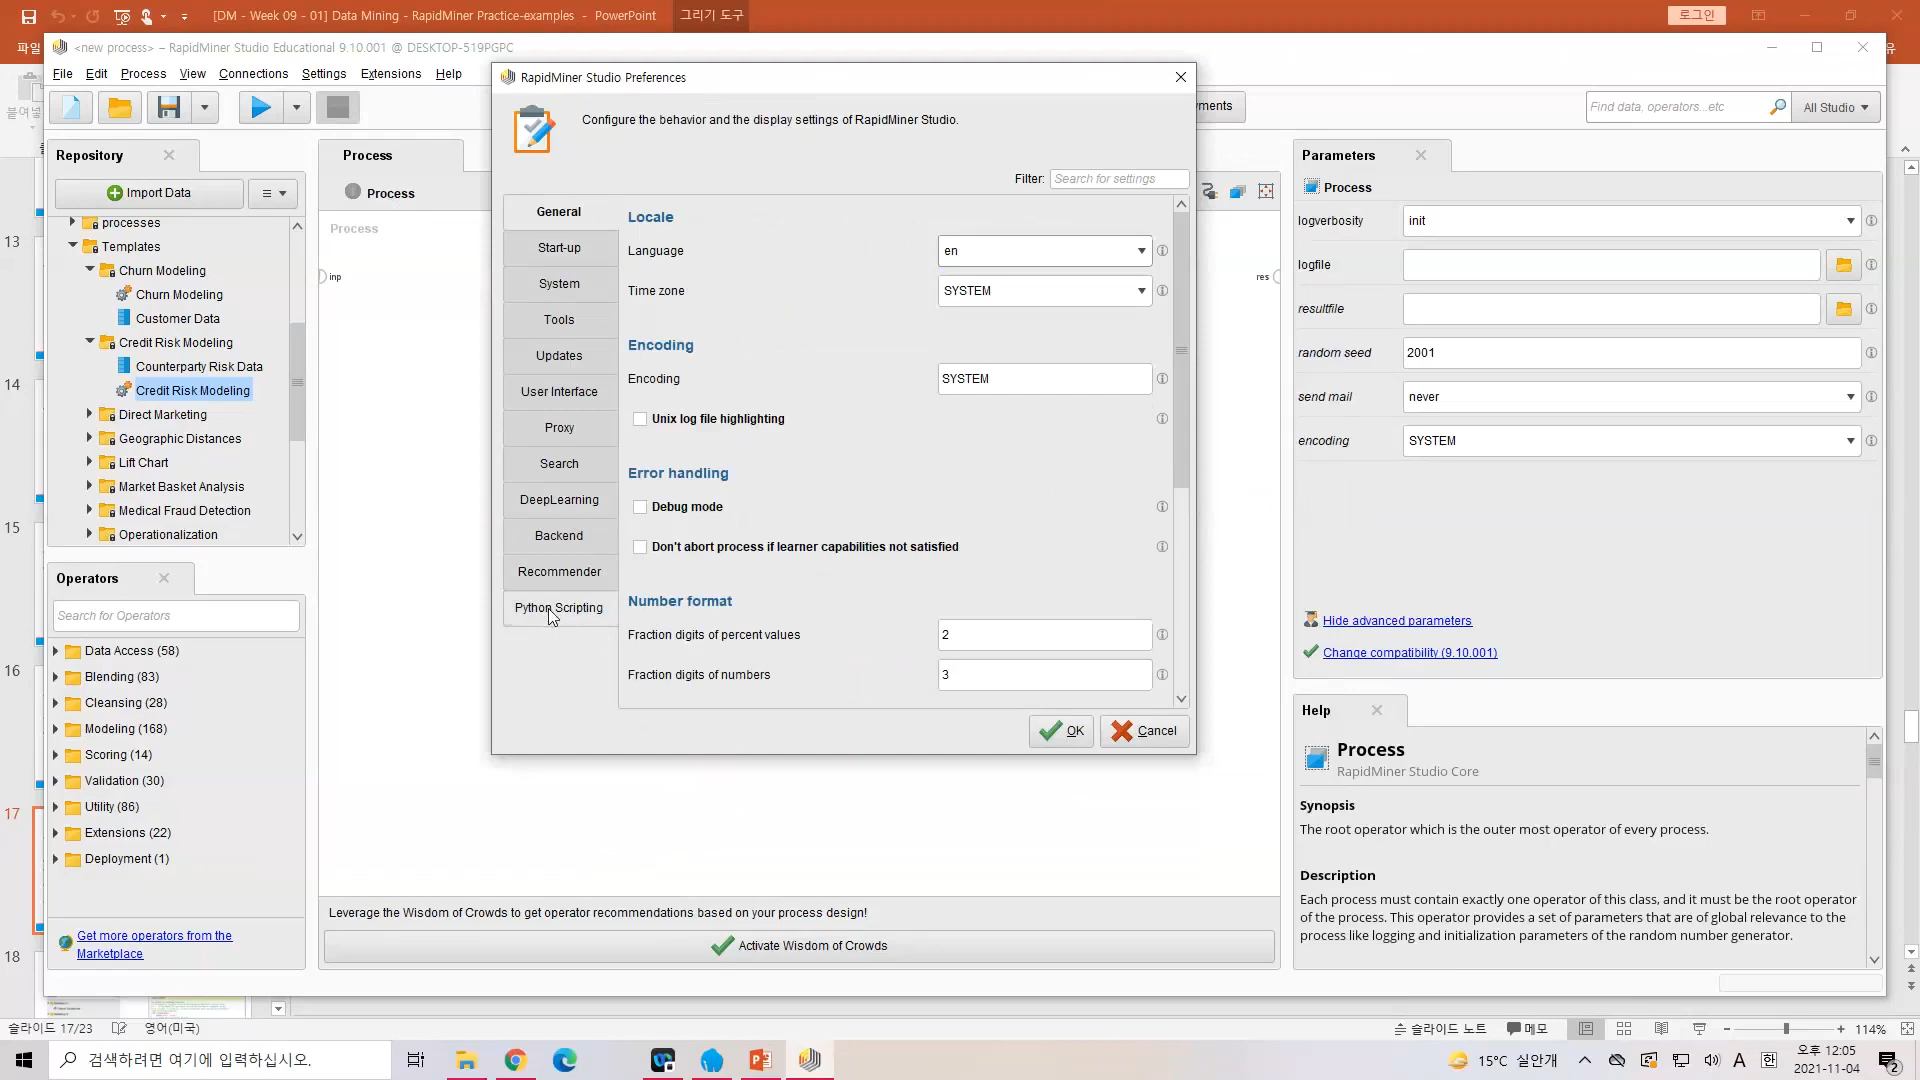 [DM - Week 09 - 01] Data Mining - RapidMiner Practice-examples - PowerPoint
그리기 도구
로그인
파일
<new process> – RapidMiner Studio Educational 9.10.001 @ DESKTOP-519PGPC
File Edit Process View Connections Settings Extensions Help
Find data, operators...etc
All Studio
Repository
Import Data
processes
Templates
Churn Modeling
Churn Modeling
Customer Data
Credit Risk Modeling
Counterparty Risk Data
Credit Risk Modeling
Direct Marketing
Geographic Distances
Lift Chart
Market Basket Analysis
Medical Fraud Detection
Operationalization
Operators
Search for Operators
Data Access (58)
Blending (83)
Cleansing (28)
Modeling (168)
Scoring (14)
Validation (30)
Utility (86)
Extensions (22)
Deployment (1)
Get more operators from the
Marketplace
13
14
15
16
17
18
Process
Process
Process
inp
res
RapidMiner Studio Preferences
Configure the behavior and the display settings of RapidMiner Studio.
Filter: Search for settings
General
Start-up
System
Tools
Updates
User Interface
Proxy
Search
DeepLearning
Backend
Recommender
Python Scripting
Locale
Language en
Time zone SYSTEM
Encoding
Encoding SYSTEM
Unix log file highlighting
Error handling
Debug mode
Don't abort process if learner capabilities not satisfied
Number format
Fraction digits of percent values 2
Fraction digits of numbers 3
OK Cancel
Leverage the Wisdom of Crowds to get operator recommendations based on your process design!
Activate Wisdom of Crowds
Parameters
Process
logverbosity init
logfile
resultfile
random seed 2001
send mail never
encoding SYSTEM
Hide advanced parameters
Change compatibility (9.10.001)
Help
Process
RapidMiner Studio Core
Synopsis
The root operator which is the outer most operator of every process.
Description
Each process must contain exactly one operator of this class, and it must be the root operator
of the process. This operator provides a set of parameters that are of global relevance to the
process like logging and initialization parameters of the random number generator.
슬라이드 17/23 영어(미국)
슬라이드 노트 메모 114%
검색하려면 여기에 입력하십시오.
15°C 실안개
A
오후 12:05
2021-11-04
2